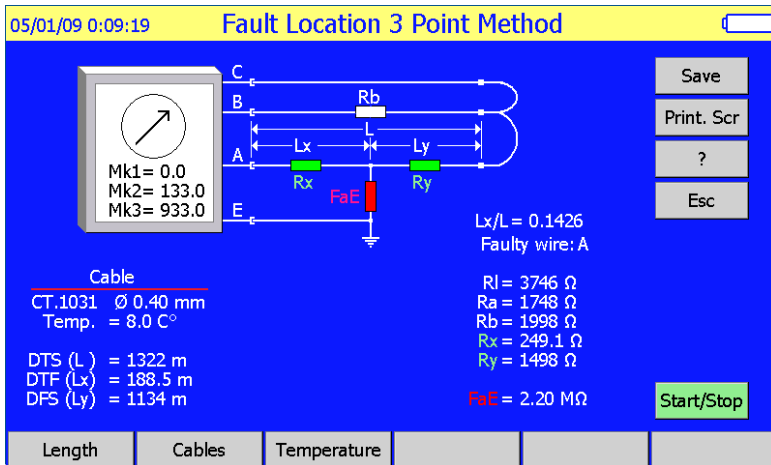 05/01/09 0:09:19 Fault Location 3 Point Method
C
B
Rb
L
Lx
Ly
A
Rx
Ry
FaE
E
Mk1= 0.0
Mk2= 133.0
Mk3= 933.0
Save
Print. Scr
?
Esc
Lx/L = 0.1426
Faulty wire: A
Cable
CT.1031 Ø 0.40 mm
Temp. = 8.0 C°
DTS (L ) = 1322 m
DTF (Lx) = 188.5 m
DFS (Ly) = 1134 m
Rl = 3746 Ω
Ra = 1748 Ω
Rb = 1998 Ω
Rx = 249.1 Ω
Ry = 1498 Ω
FaE = 2.20 MΩ
Start/Stop
Length Cables Temperature